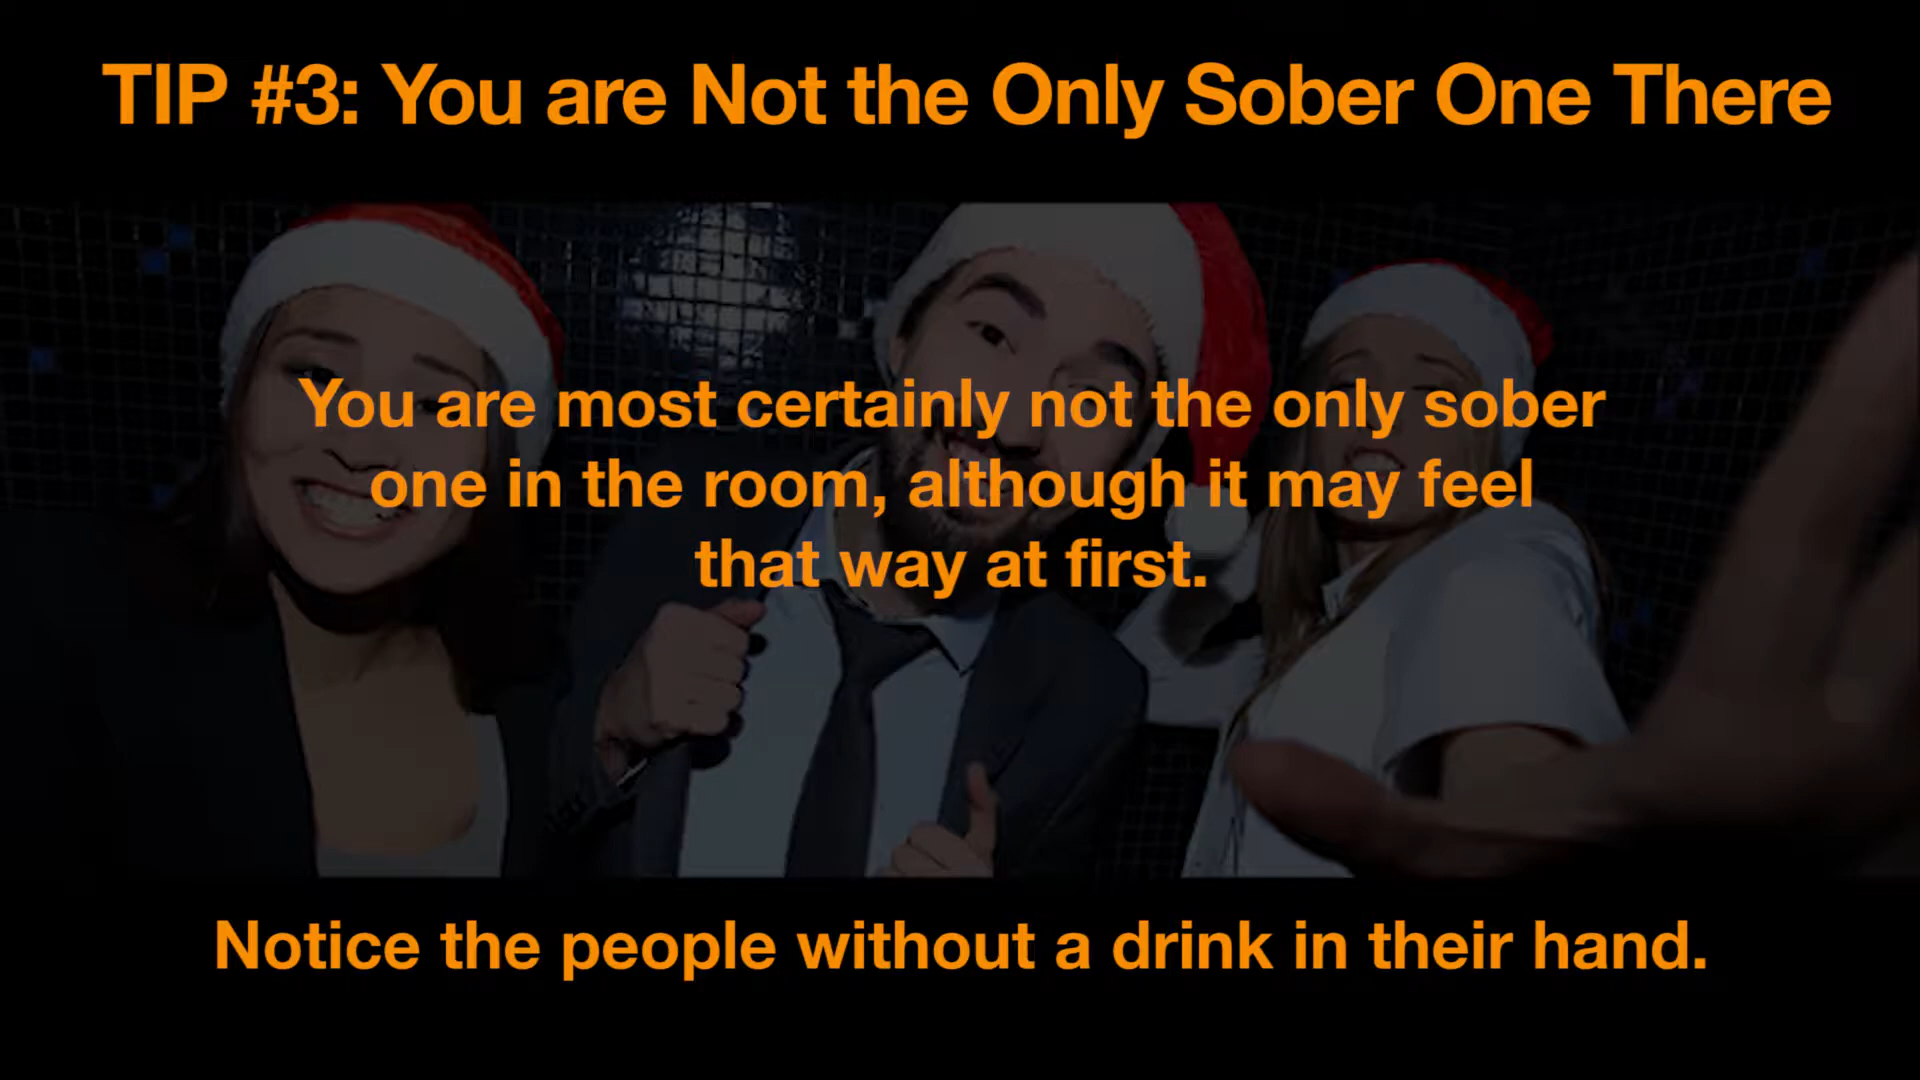 TIP #3: You are Not the Only Sober One There
You are most certainly not the only sober
one in the room, although it may feel
that way at first.
Notice the people without a drink in their hand.